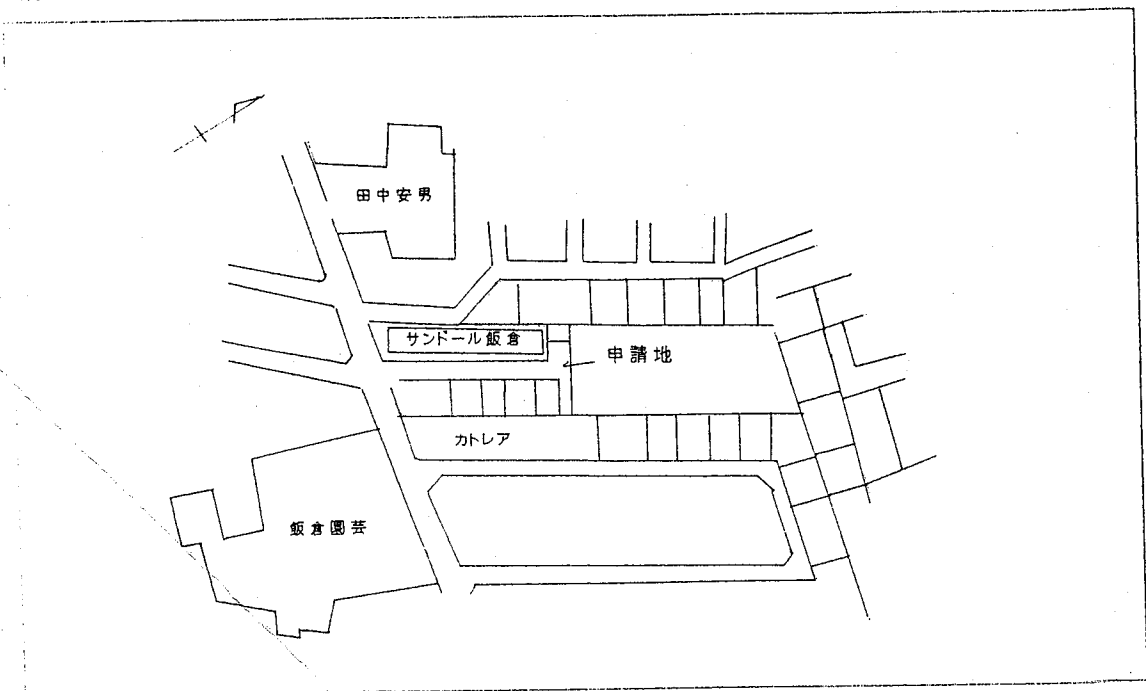 田中安男
サンドール飯倉
申請地
カトレア
飯倉園芸